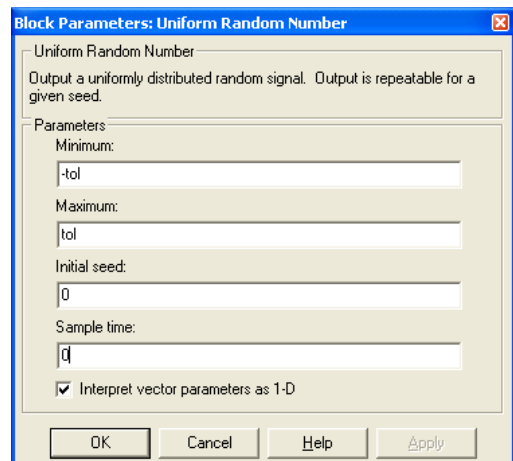 Block Parameters: Uniform Random Number
Uniform Random Number
Output a uniformly distributed random signal.  Output is repeatable for a
given seed.
Parameters
Minimum:
-tol
Maximum:
tol
Initial seed:
0
Sample time:
0
Interpret vector parameters as 1-D
OK
Cancel
Help
Apply